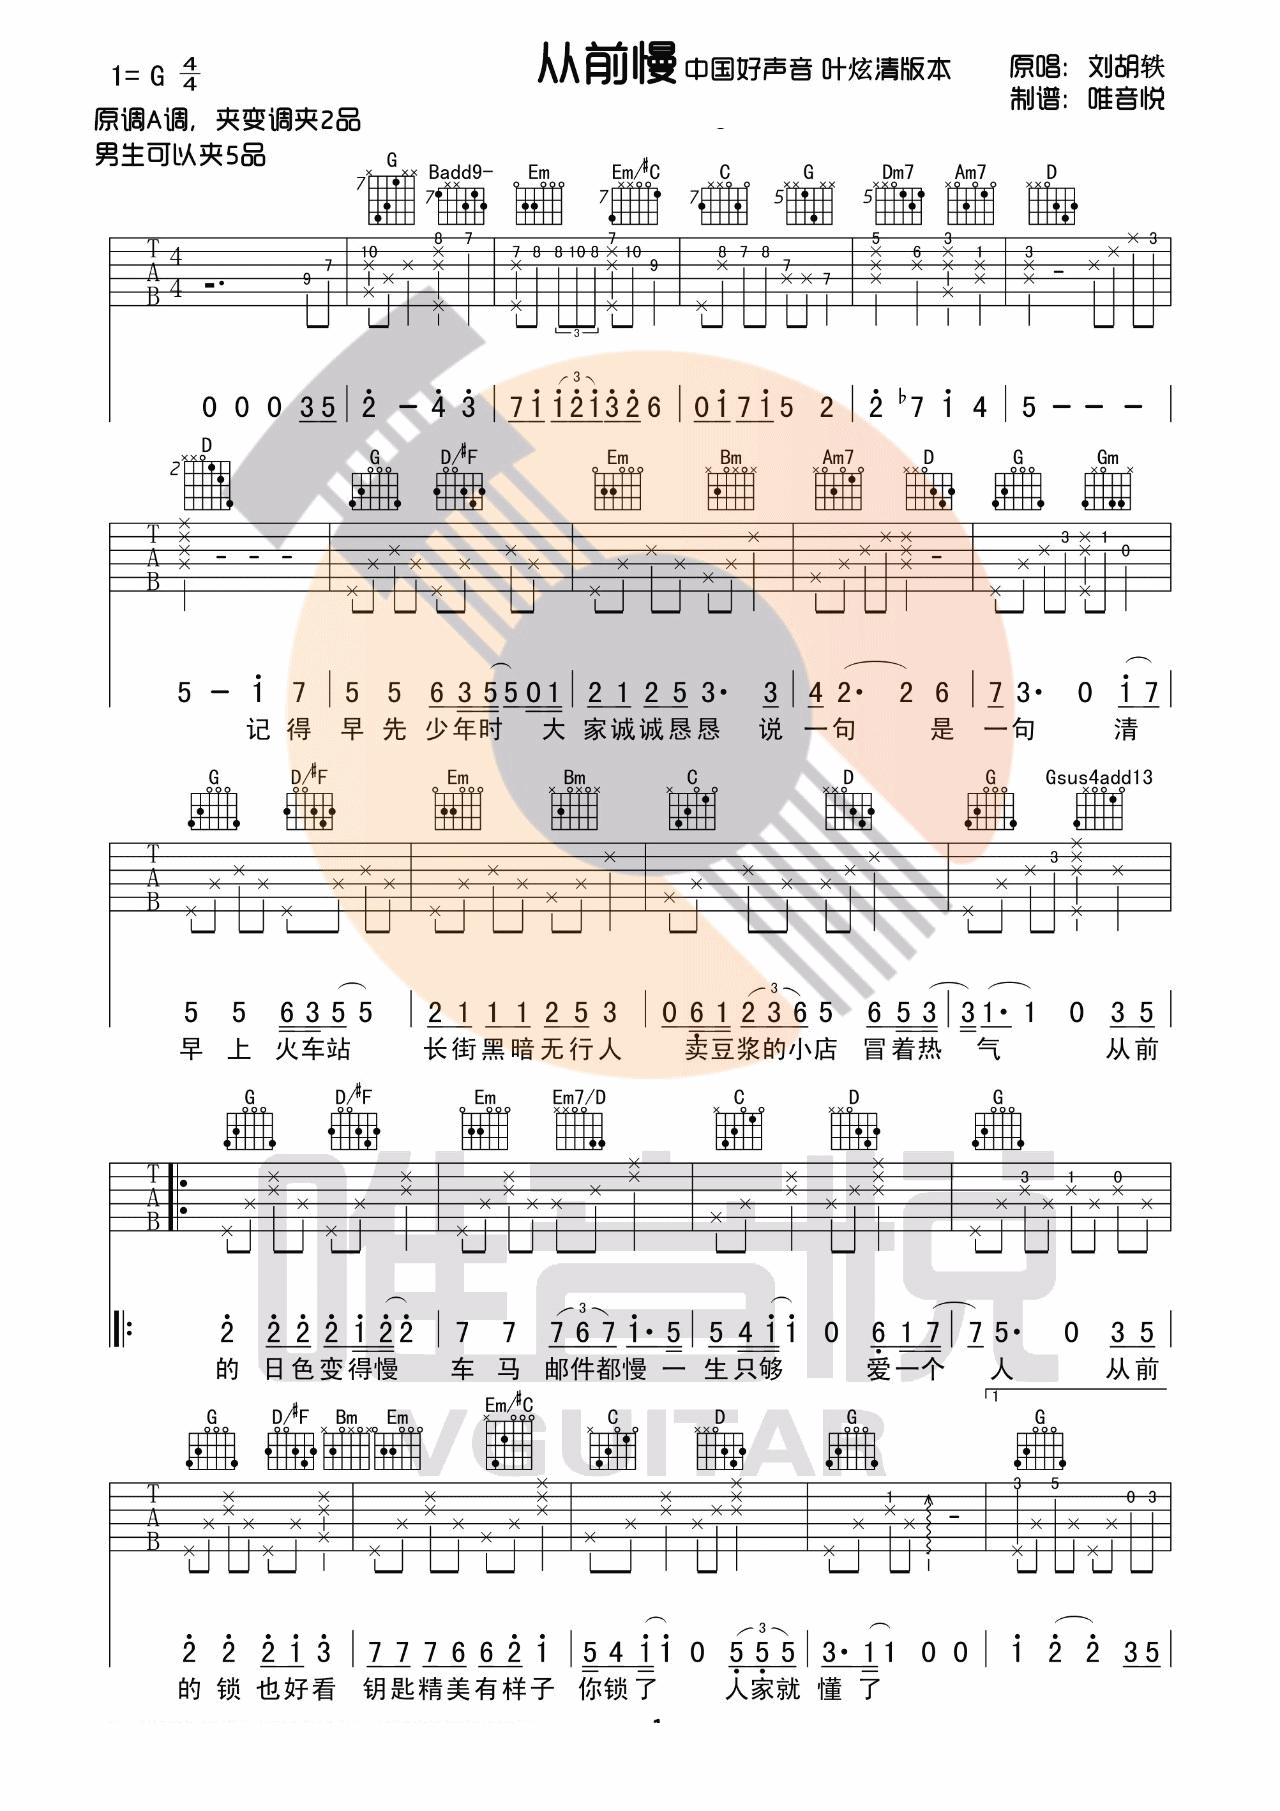 从前慢 中国好声音 叶炫清版本
1= G 4/4
原唱: 刘胡轶
制谱: 唯音悦
原调A调, 夹变调夹2品
男生可以夹5品
G Badd9- Em Em/#C C G Dm7 Am7 D
0 0 0 3 5 | 2 - 4 3 | 7 1 1 2 1 3 2 6 | 0 1 7 1 5 2 | 2 b7 1 4 | 5 - - - |
D G D/#F Em Bm Am7 D G Gm
5 - 1 7 | 5 5 6 3 5 5 0 1 | 2 1 2 5 3· 3 | 4 2· 2 6 | 7 3· 0 1 7 |
记得 早先少年时 大家诚诚恳恳 说一句 是一句 清
G D/#F Em Bm C D G Gsus4add13
5 5 6 3 5 5 | 2 1 1 1 2 5 3 | 0 6 1 2 3 6 5 6 5 3 | 3 1· 1 0 3 5 |
早上火车站 长街黑暗无行人 卖豆浆的小店 冒着热气 从前
G D/#F Em Em7/D C D G
2 2 2 2 1 2 2 | 7 7 7 6 7 1· 5 | 5 4 1 1 0 6 1 7 | 7 5· 0 3 5 |
的日色变得慢 车马邮件都慢一生只够 爱一个人 从前
唯音悦
VGUITAR
G D/#F Bm Em Em/#C C D G G
1
2 2 2 1 3 | 7 7 7 6 6 2 1 | 5 4 1 1 0 5 5 5 | 3· 1 1 0 0 | 1 2 2 3 5 |
的锁也好看 钥匙精美有样子你锁了 人家就懂了